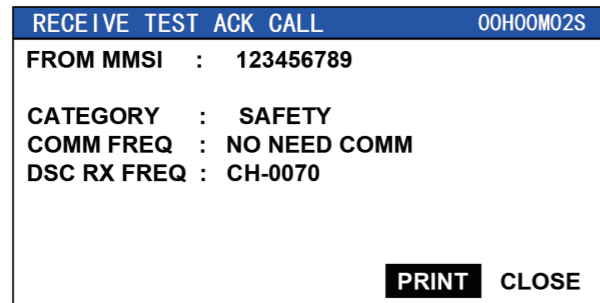 RECEIVE TEST ACK CALL 00H00M02S
FROM MMSI : 123456789
CATEGORY : SAFETY
COMM FREQ : NO NEED COMM
DSC RX FREQ : CH-0070
PRINT CLOSE